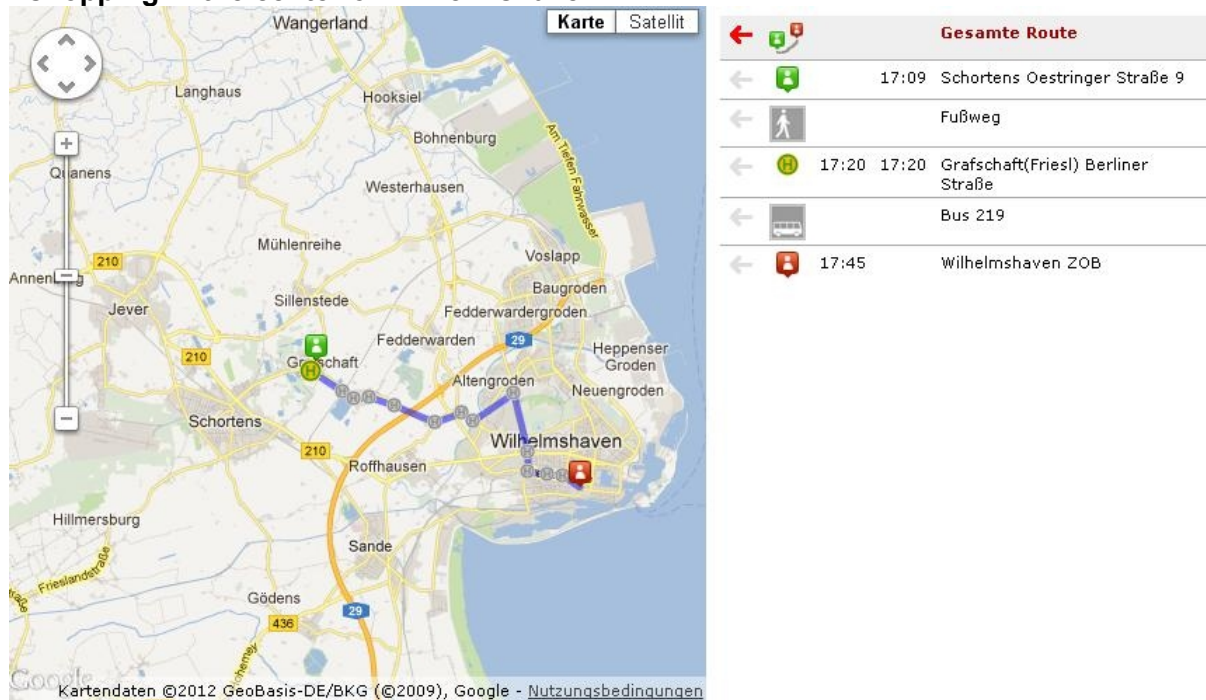 Wangerland
Karte Satellit
Langhaus
Hooksiel
Bohnenburg
Am Tiefen Fahrwasser
Quanens
Westerhausen
Mühlenreihe
210
Voslapp
Baugroden
Jever
Sillenstede
Fedderwardergroden
210
Fedderwarden
29
Heppenser
Groden
Grafschaft
Altengroden
Neuengroden
Schortens
Wilhelmshaven
210
Roffhausen
Hillmersburg
Sande
Frieslandstraße
Gödens
29
436
Google
Kartendaten ©2012 GeoBasis-DE/BKG (©2009), Google - Nutzungsbedingungen
Gesamte Route
17:09 Schortens Oestringer Straße 9
Fußweg
17:20 17:20 Grafschaft(Friesl) Berliner
Straße
Bus 219
17:45 Wilhelmshaven ZOB